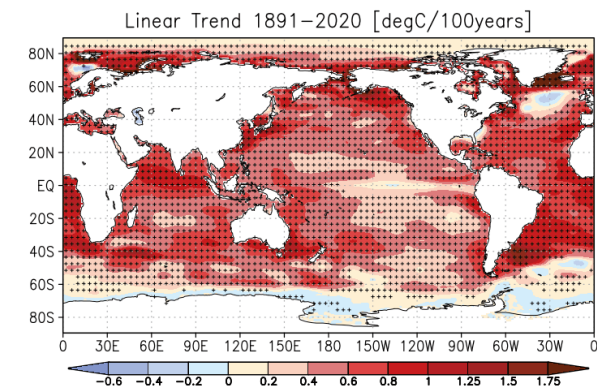 Linear Trend 1891-2020 [degC/100years]
80N
60N
40N
20N
EQ
20S
40S
60S
80S
0 30E 60E 90E 120E 150E 180 150W 120W 90W 60W 30W 0
-0.6 -0.4 -0.2 0 0.2 0.4 0.6 0.8 1 1.25 1.5 1.75